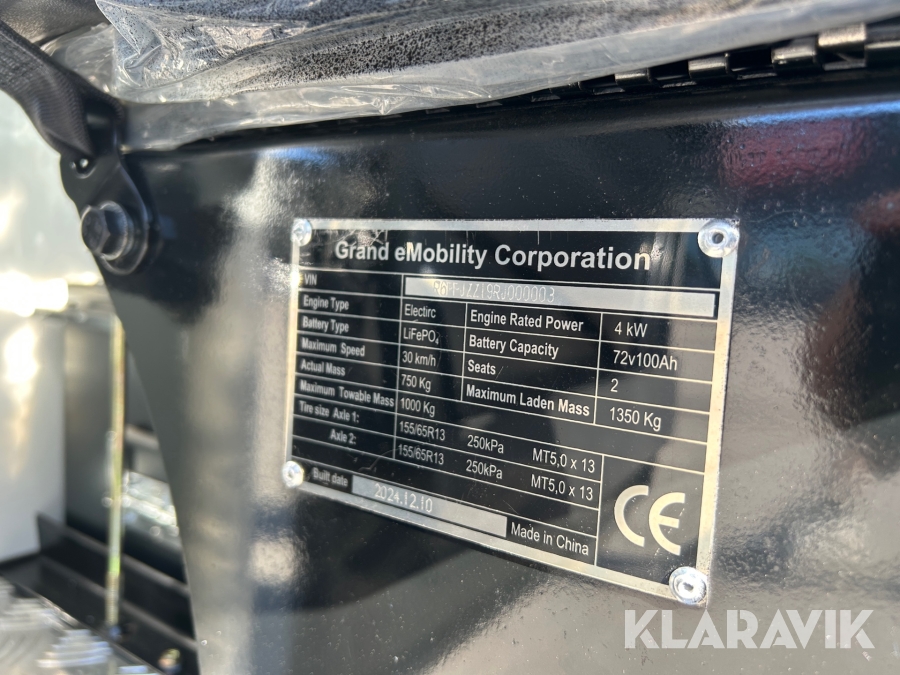 Grand eMobility Corporation
VIN
Engine Type Electirc Engine Rated Power 4 kW
Battery Type LiFePO₄ Battery Capacity 72v100Ah
Maximum Speed 30 km/h Seats 2
Actual Mass 750 Kg Maximum Laden Mass 1350 Kg
Maximum Towable Mass 1000 Kg
Tire size Axle 1: 155/65R13 250kPa MT5,0 x 13
Axle 2: 155/65R13 250kPa MT5,0 x 13
Built date 2024.12.10
Made in China
CE
KLARAVIK